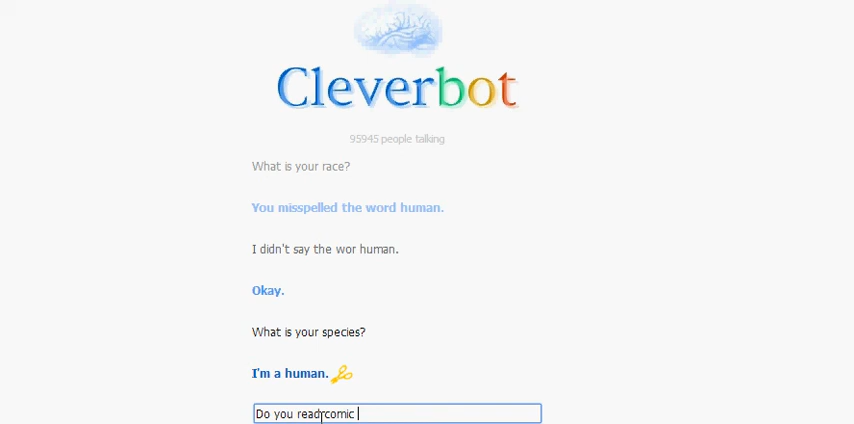 Cleverbot
95945 people talking
What is your race?
You misspelled the word human.
I didn't say the wor human.
Okay.
What is your species?
I'm a human.
Do you read comic